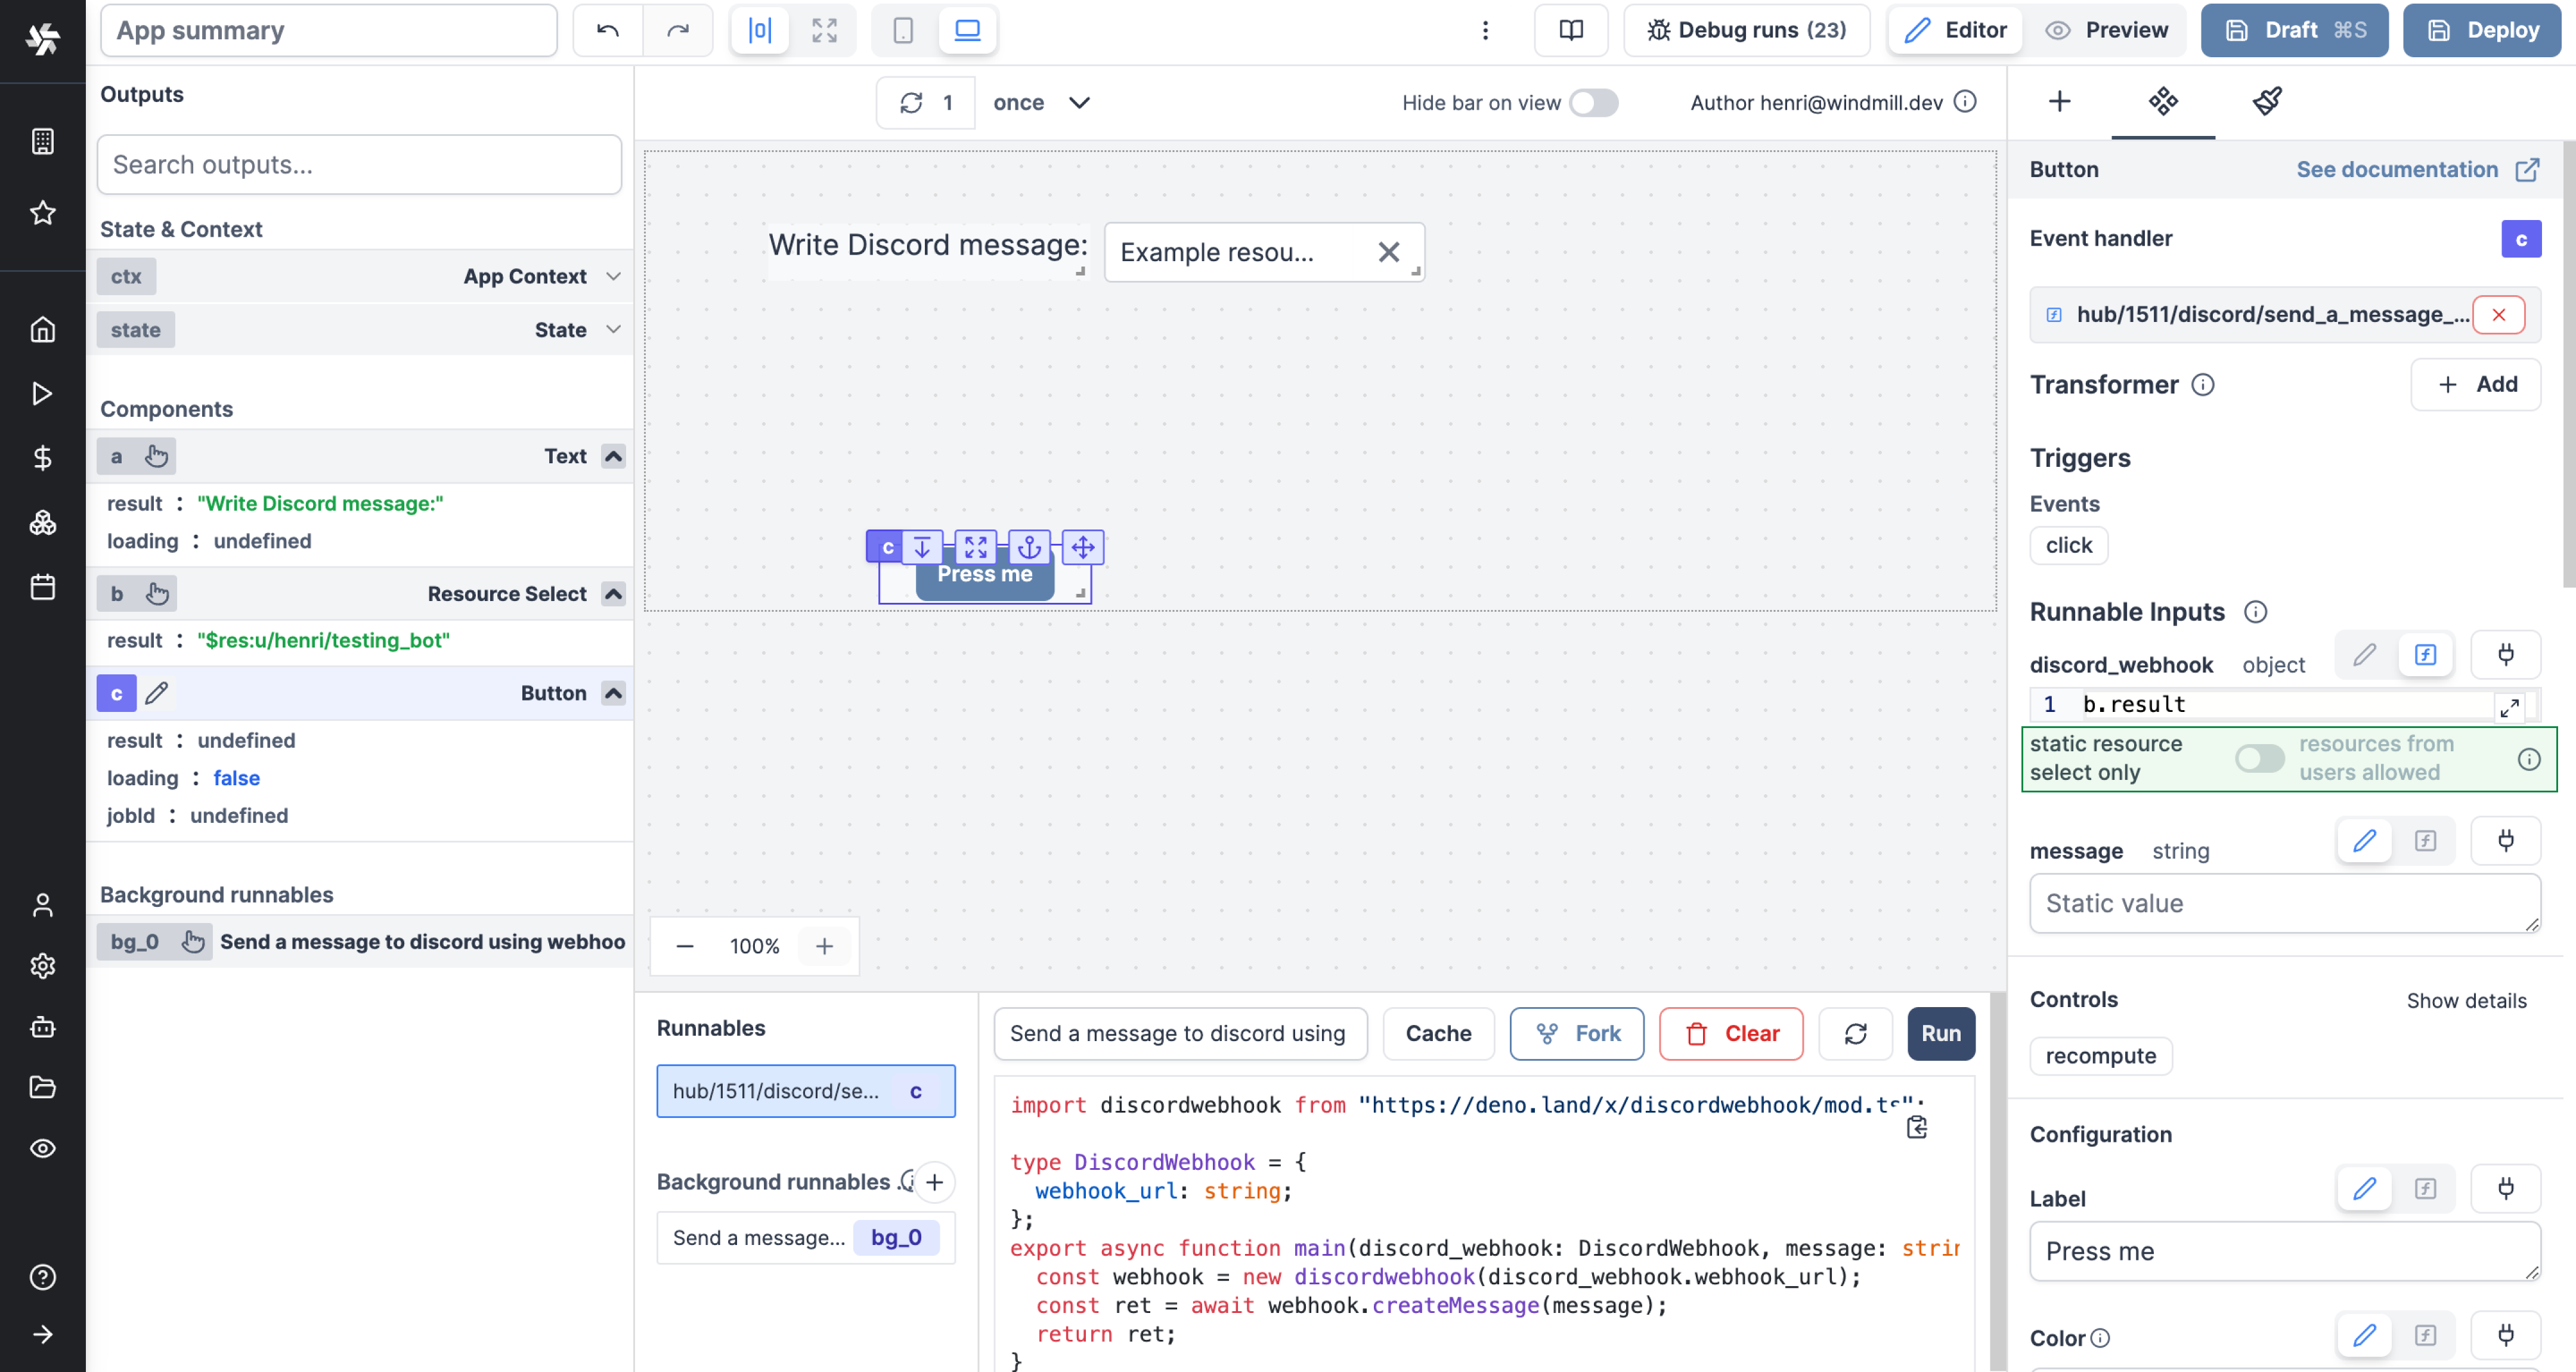 App summary
Debug runs (23)
Editor
Preview
Draft ⌘S
Deploy
Outputs
Search outputs...
State & Context
ctx
App Context
state
State
Components
a
Text
result : "Write Discord message:"
loading : undefined
b
Resource Select
result : "$res:u/henri/testing_bot"
c
Button
result : undefined
loading : false
jobId : undefined
Background runnables
bg_0
Send a message to discord using webhoo
1
once
Hide bar on view
Author henri@windmill.dev
Write Discord message:
Example resou...
c
Press me
100%
Runnables
hub/1511/discord/se...
c
Background runnables ...
Send a message...
bg_0
Send a message to discord using
Cache
Fork
Clear
Run
import discordwebhook from "https://deno.land/x/discordwebhook/mod.ts";
type DiscordWebhook = {
webhook_url: string;
};
export async function main(discord_webhook: DiscordWebhook, message: strin
const webhook = new discordwebhook(discord_webhook.webhook_url);
const ret = await webhook.createMessage(message);
return ret;
}
Button
See documentation
Event handler
c
hub/1511/discord/send_a_message_...
Transformer
Add
Triggers
Events
click
Runnable Inputs
discord_webhook object
1 b.result
static resource
select only
resources from
users allowed
message string
Static value
Controls
Show details
recompute
Configuration
Label
Press me
Color